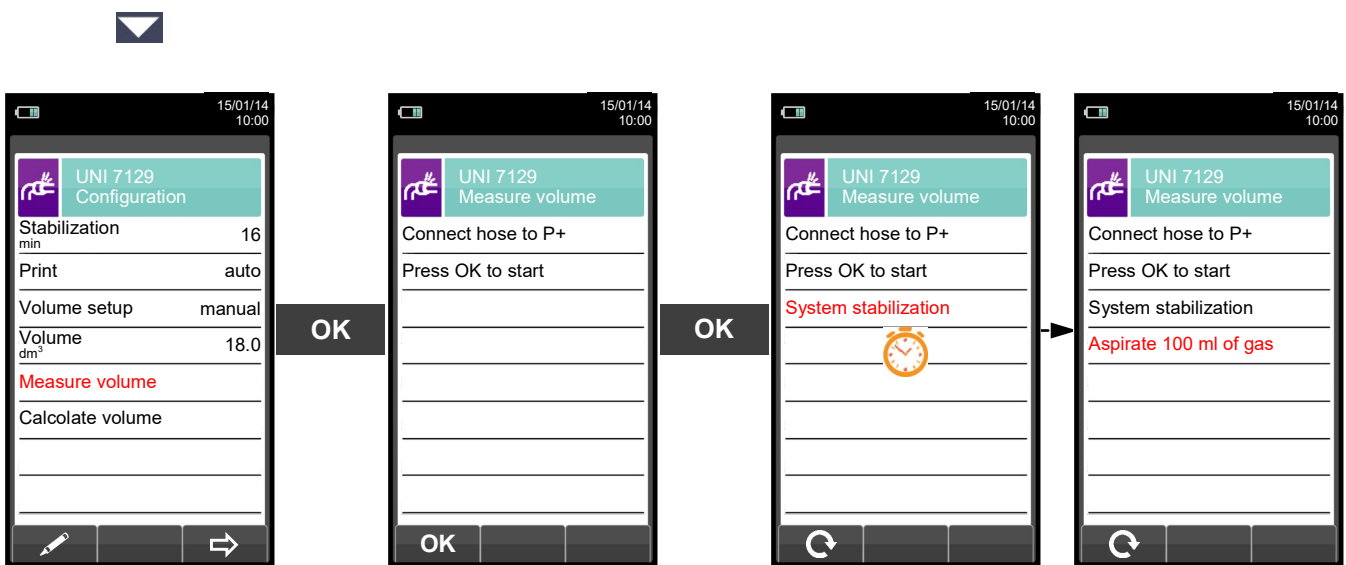 15/01/14
10:00
UNI 7129
Configuration
Stabilization
min
16
Print auto
Volume setup manual
Volume
dm³
18.0
Measure volume
Calcolate volume
OK
15/01/14
10:00
UNI 7129
Measure volume
Connect hose to P+
Press OK to start
OK
OK
15/01/14
10:00
UNI 7129
Measure volume
Connect hose to P+
Press OK to start
System stabilization
15/01/14
10:00
UNI 7129
Measure volume
Connect hose to P+
Press OK to start
System stabilization
Aspirate 100 ml of gas